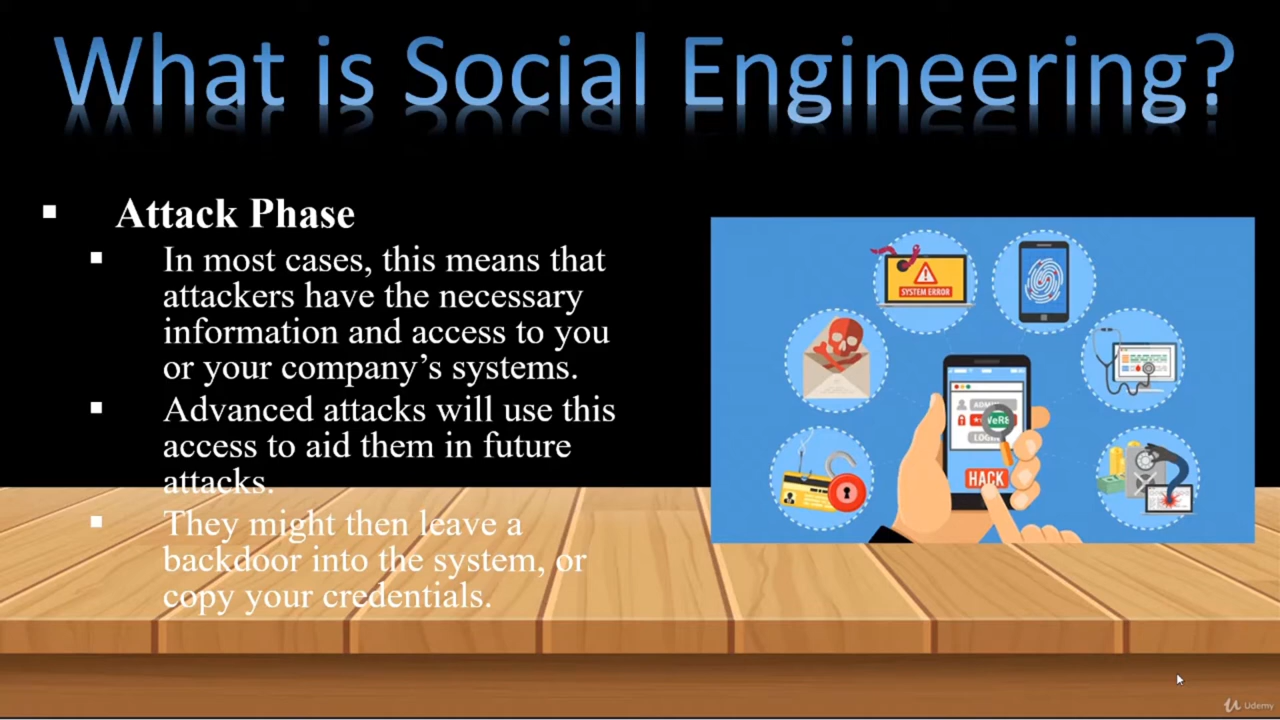 What is Social Engineering?
Attack Phase
In most cases, this means that
attackers have the necessary
information and access to you
or your company’s systems.
Advanced attacks will use this
access to aid them in future
attacks.
They might then leave a
backdoor into the system, or
copy your credentials.
SYSTEM ERROR
ADMI
WeRE
LOGIN
HACK
Udemy